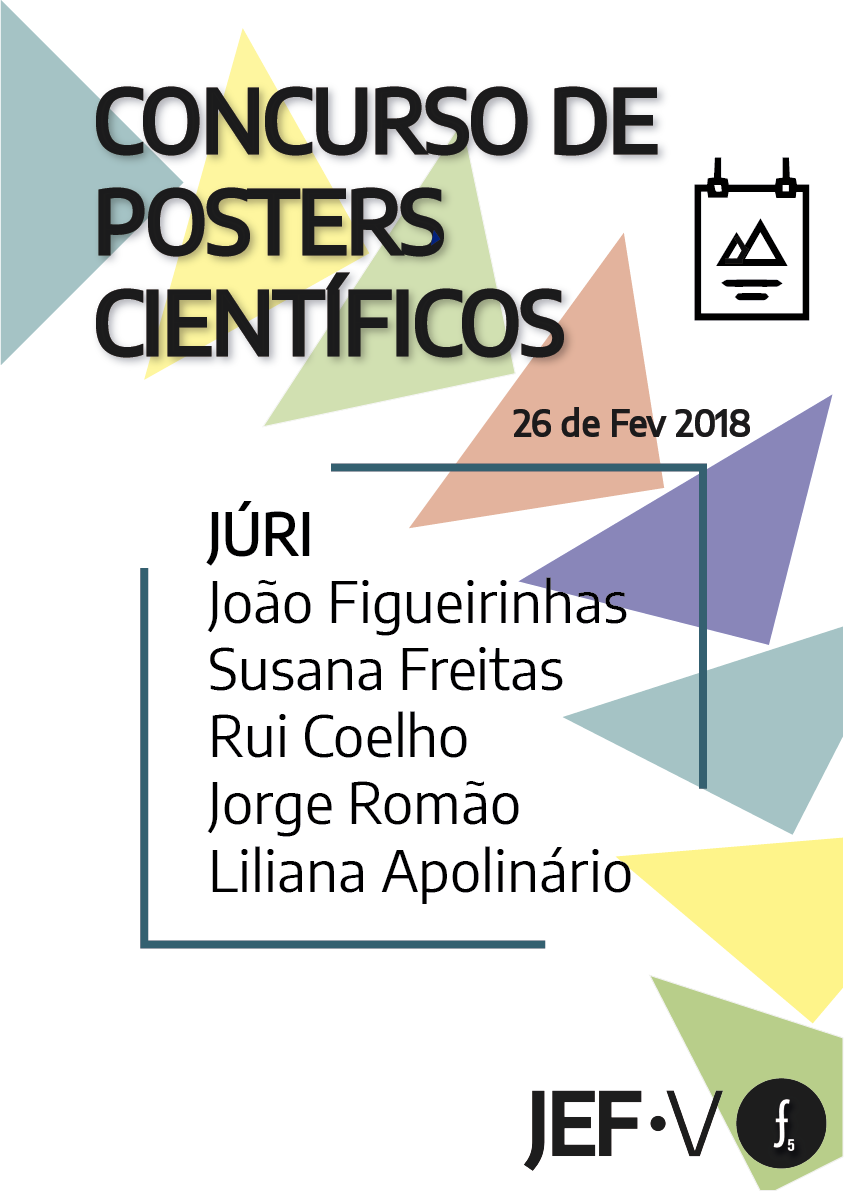 CONCURSO DE
POSTERS
CIENTÍFICOS
26 de Fev 2018
JÚRI
João Figueirinhas
Susana Freitas
Rui Coelho
Jorge Romão
Liliana Apolinário
JEF·V f5